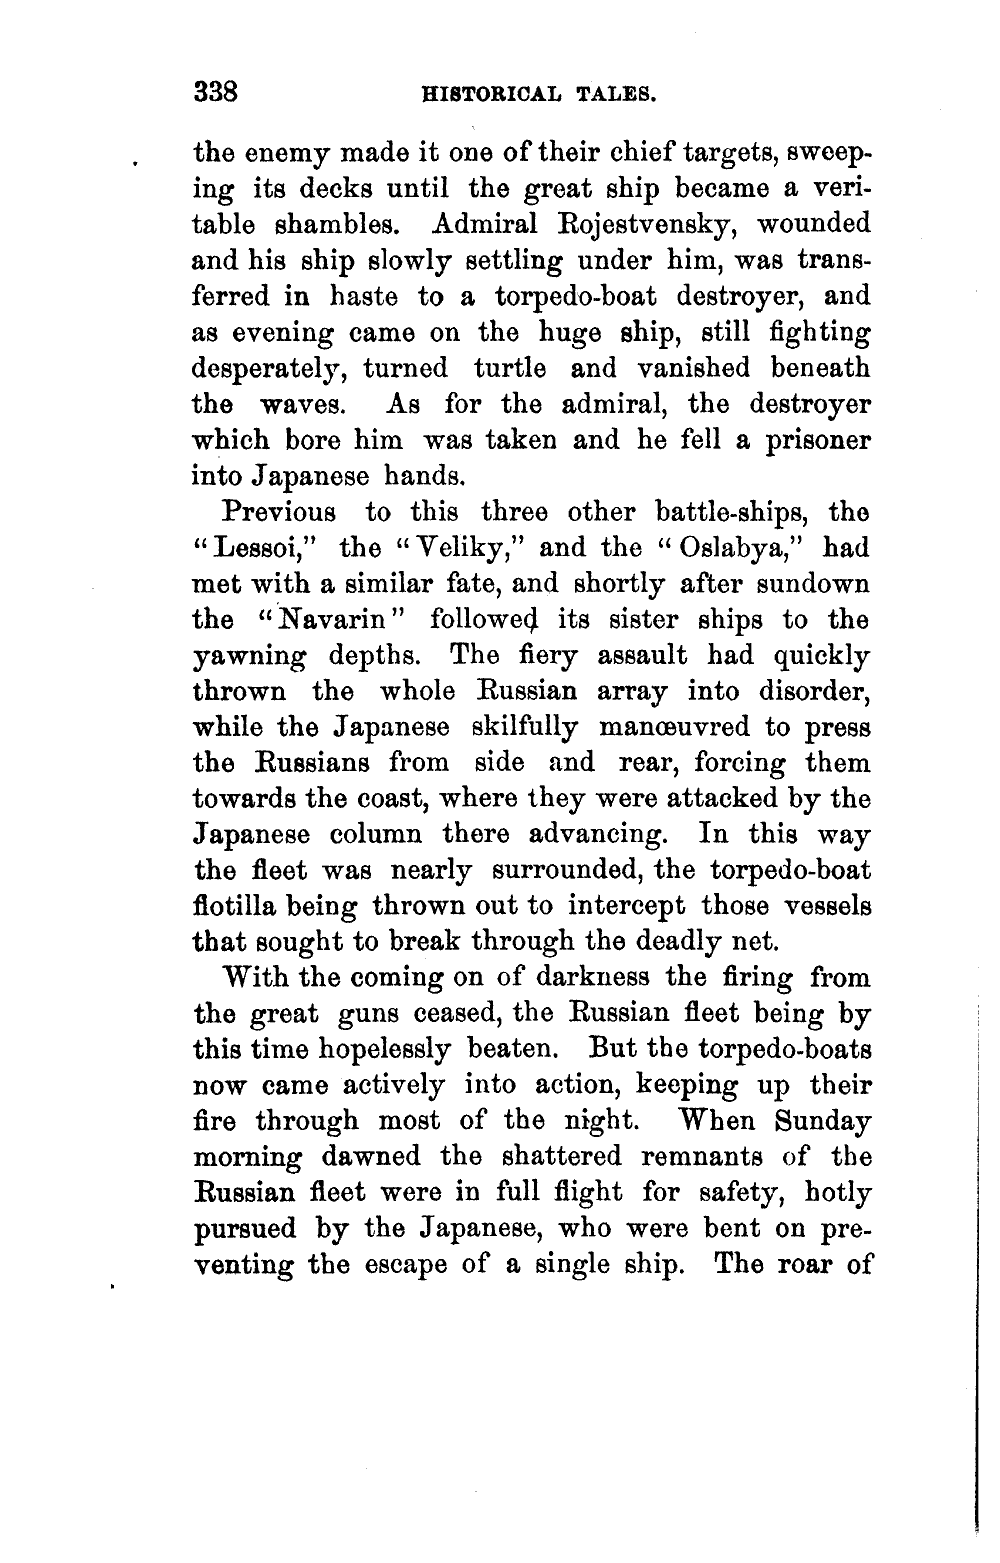 338 HISTORICAL TALES.
the enemy made it one of their chief targets, sweep-
ing its decks until the great ship became a veri-
table shambles. Admiral Rojestvensky, wounded
and his ship slowly settling under him, was trans-
ferred in haste to a torpedo-boat destroyer, and
as evening came on the huge ship, still fighting
desperately, turned turtle and vanished beneath
the waves. As for the admiral, the destroyer
which bore him was taken and he fell a prisoner
into Japanese hands.
Previous to this three other battle-ships, the
“Lessoi,” the “Veliky,” and the “Oslabya,” had
met with a similar fate, and shortly after sundown
the “Navarin” followed its sister ships to the
yawning depths. The fiery assault had quickly
thrown the whole Russian array into disorder,
while the Japanese skilfully manœuvred to press
the Russians from side and rear, forcing them
towards the coast, where they were attacked by the
Japanese column there advancing. In this way
the fleet was nearly surrounded, the torpedo-boat
flotilla being thrown out to intercept those vessels
that sought to break through the deadly net.
With the coming on of darkness the firing from
the great guns ceased, the Russian fleet being by
this time hopelessly beaten. But the torpedo-boats
now came actively into action, keeping up their
fire through most of the night. When Sunday
morning dawned the shattered remnants of the
Russian fleet were in full flight for safety, hotly
pursued by the Japanese, who were bent on pre-
venting the escape of a single ship. The roar of